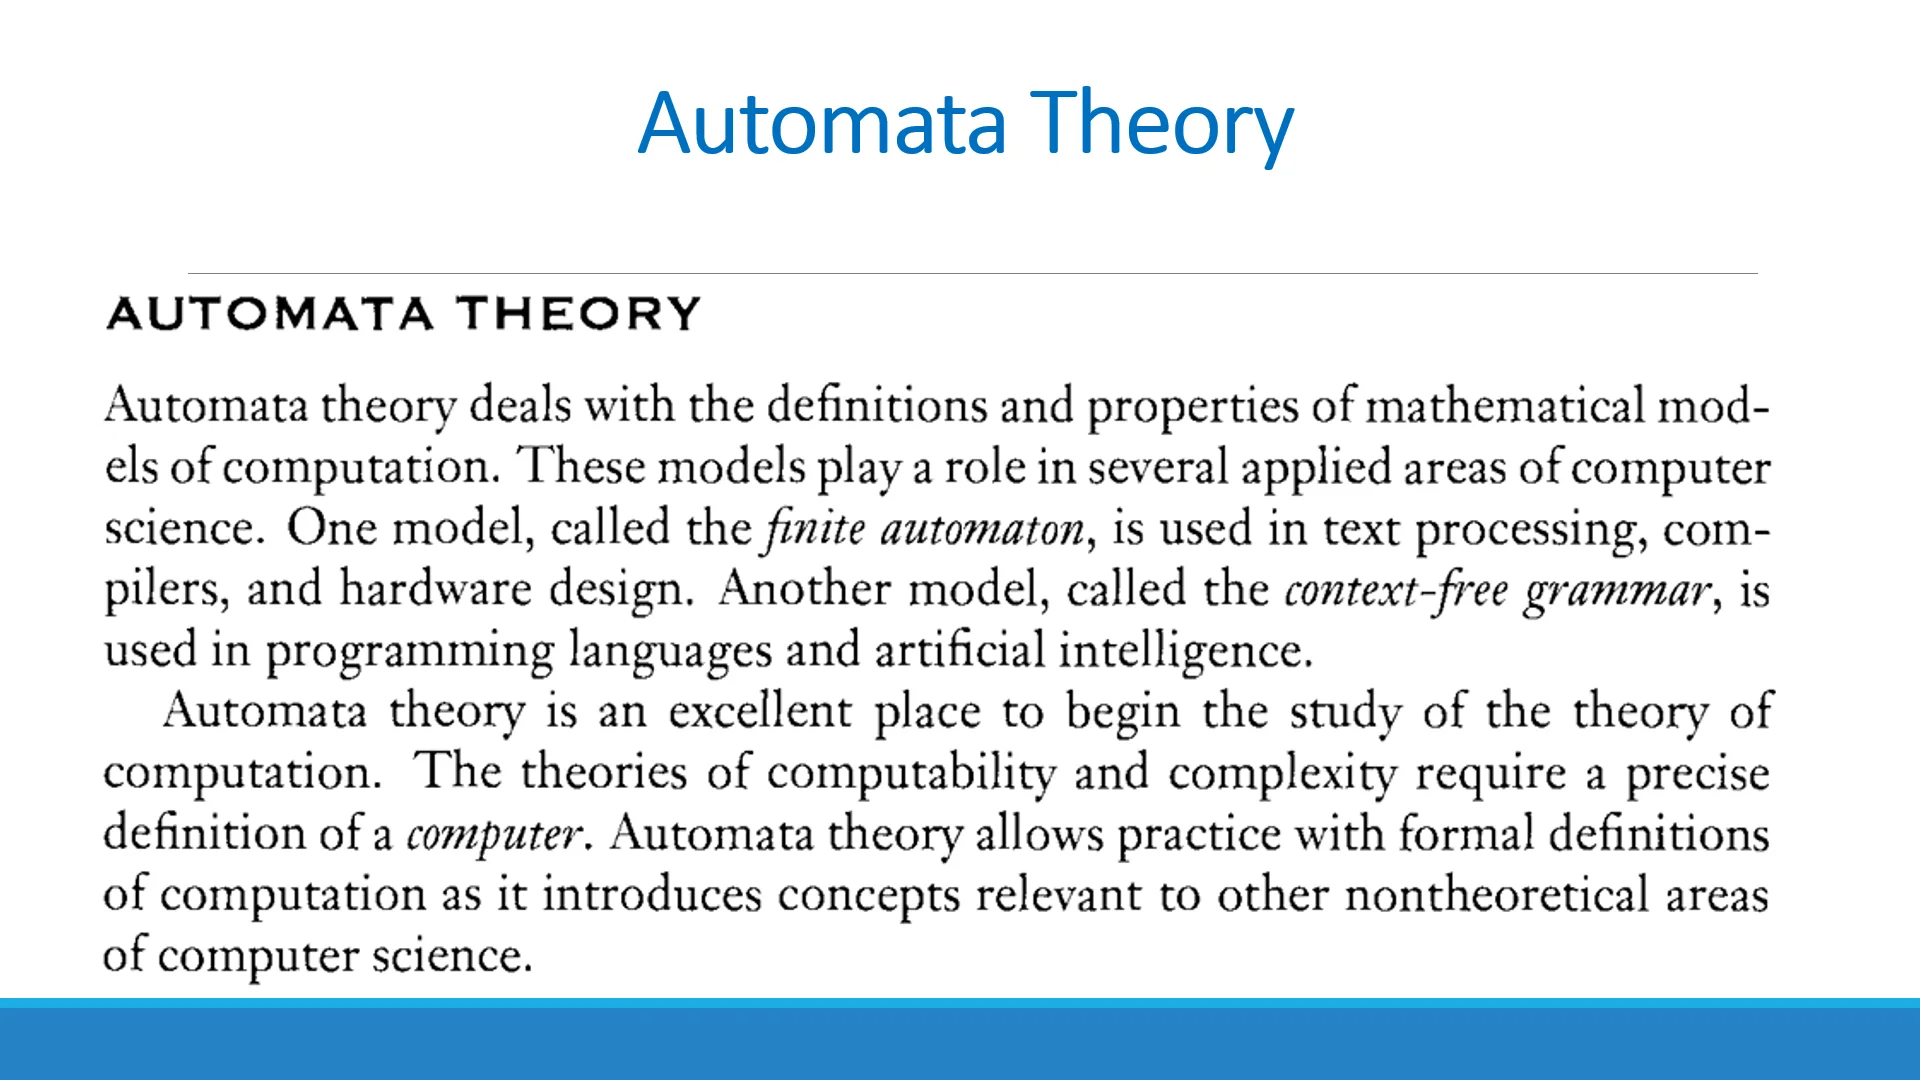 Automata Theory
AUTOMATA THEORY
Automata theory deals with the definitions and properties of mathematical mod-
els of computation. These models play a role in several applied areas of computer
science. One model, called the finite automaton, is used in text processing, com-
pilers, and hardware design. Another model, called the context-free grammar, is
used in programming languages and artificial intelligence.
Automata theory is an excellent place to begin the study of the theory of
computation. The theories of computability and complexity require a precise
definition of a computer. Automata theory allows practice with formal definitions
of computation as it introduces concepts relevant to other nontheoretical areas
of computer science.